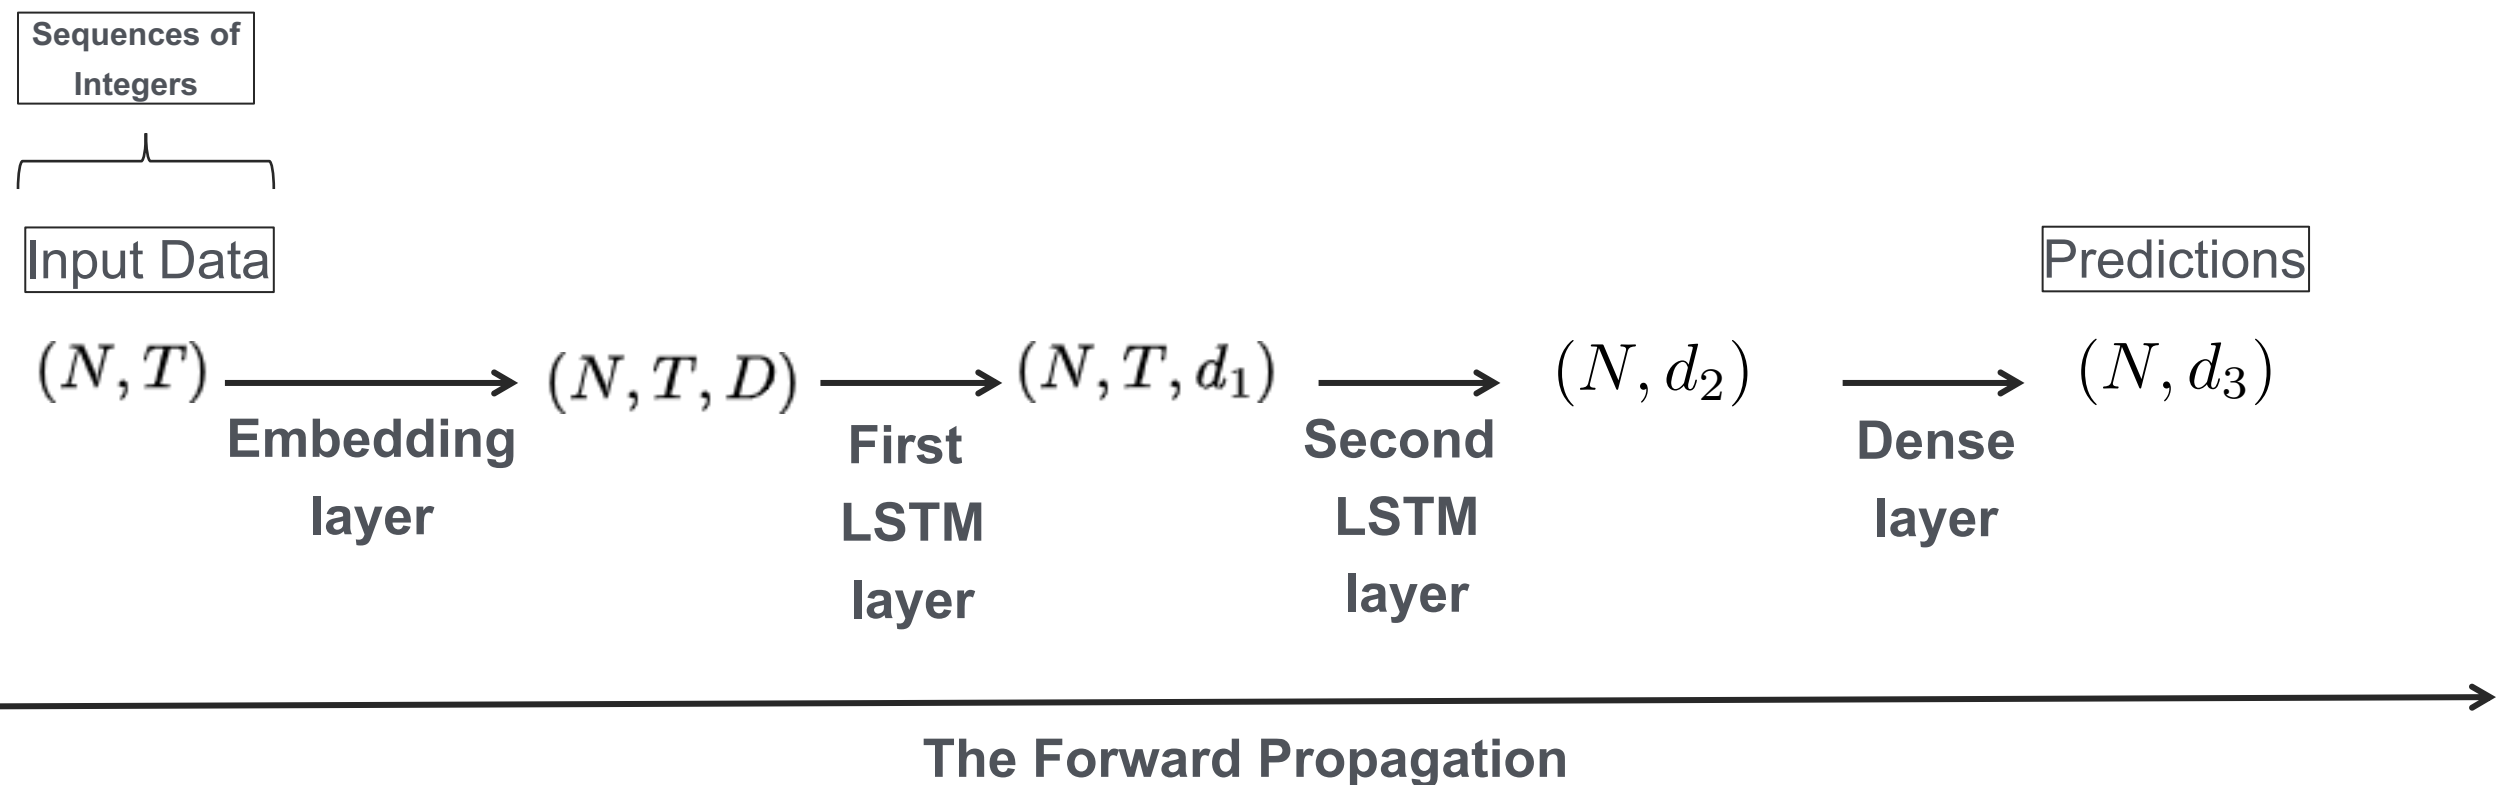 Sequences of
Integers
Input Data
Predictions
(N, T)
(N, T, D)
(N, T, d₁)
(N, d₂)
(N, d₃)
Embedding
layer
First
LSTM
layer
Second
LSTM
layer
Dense
layer
The Forward Propagation